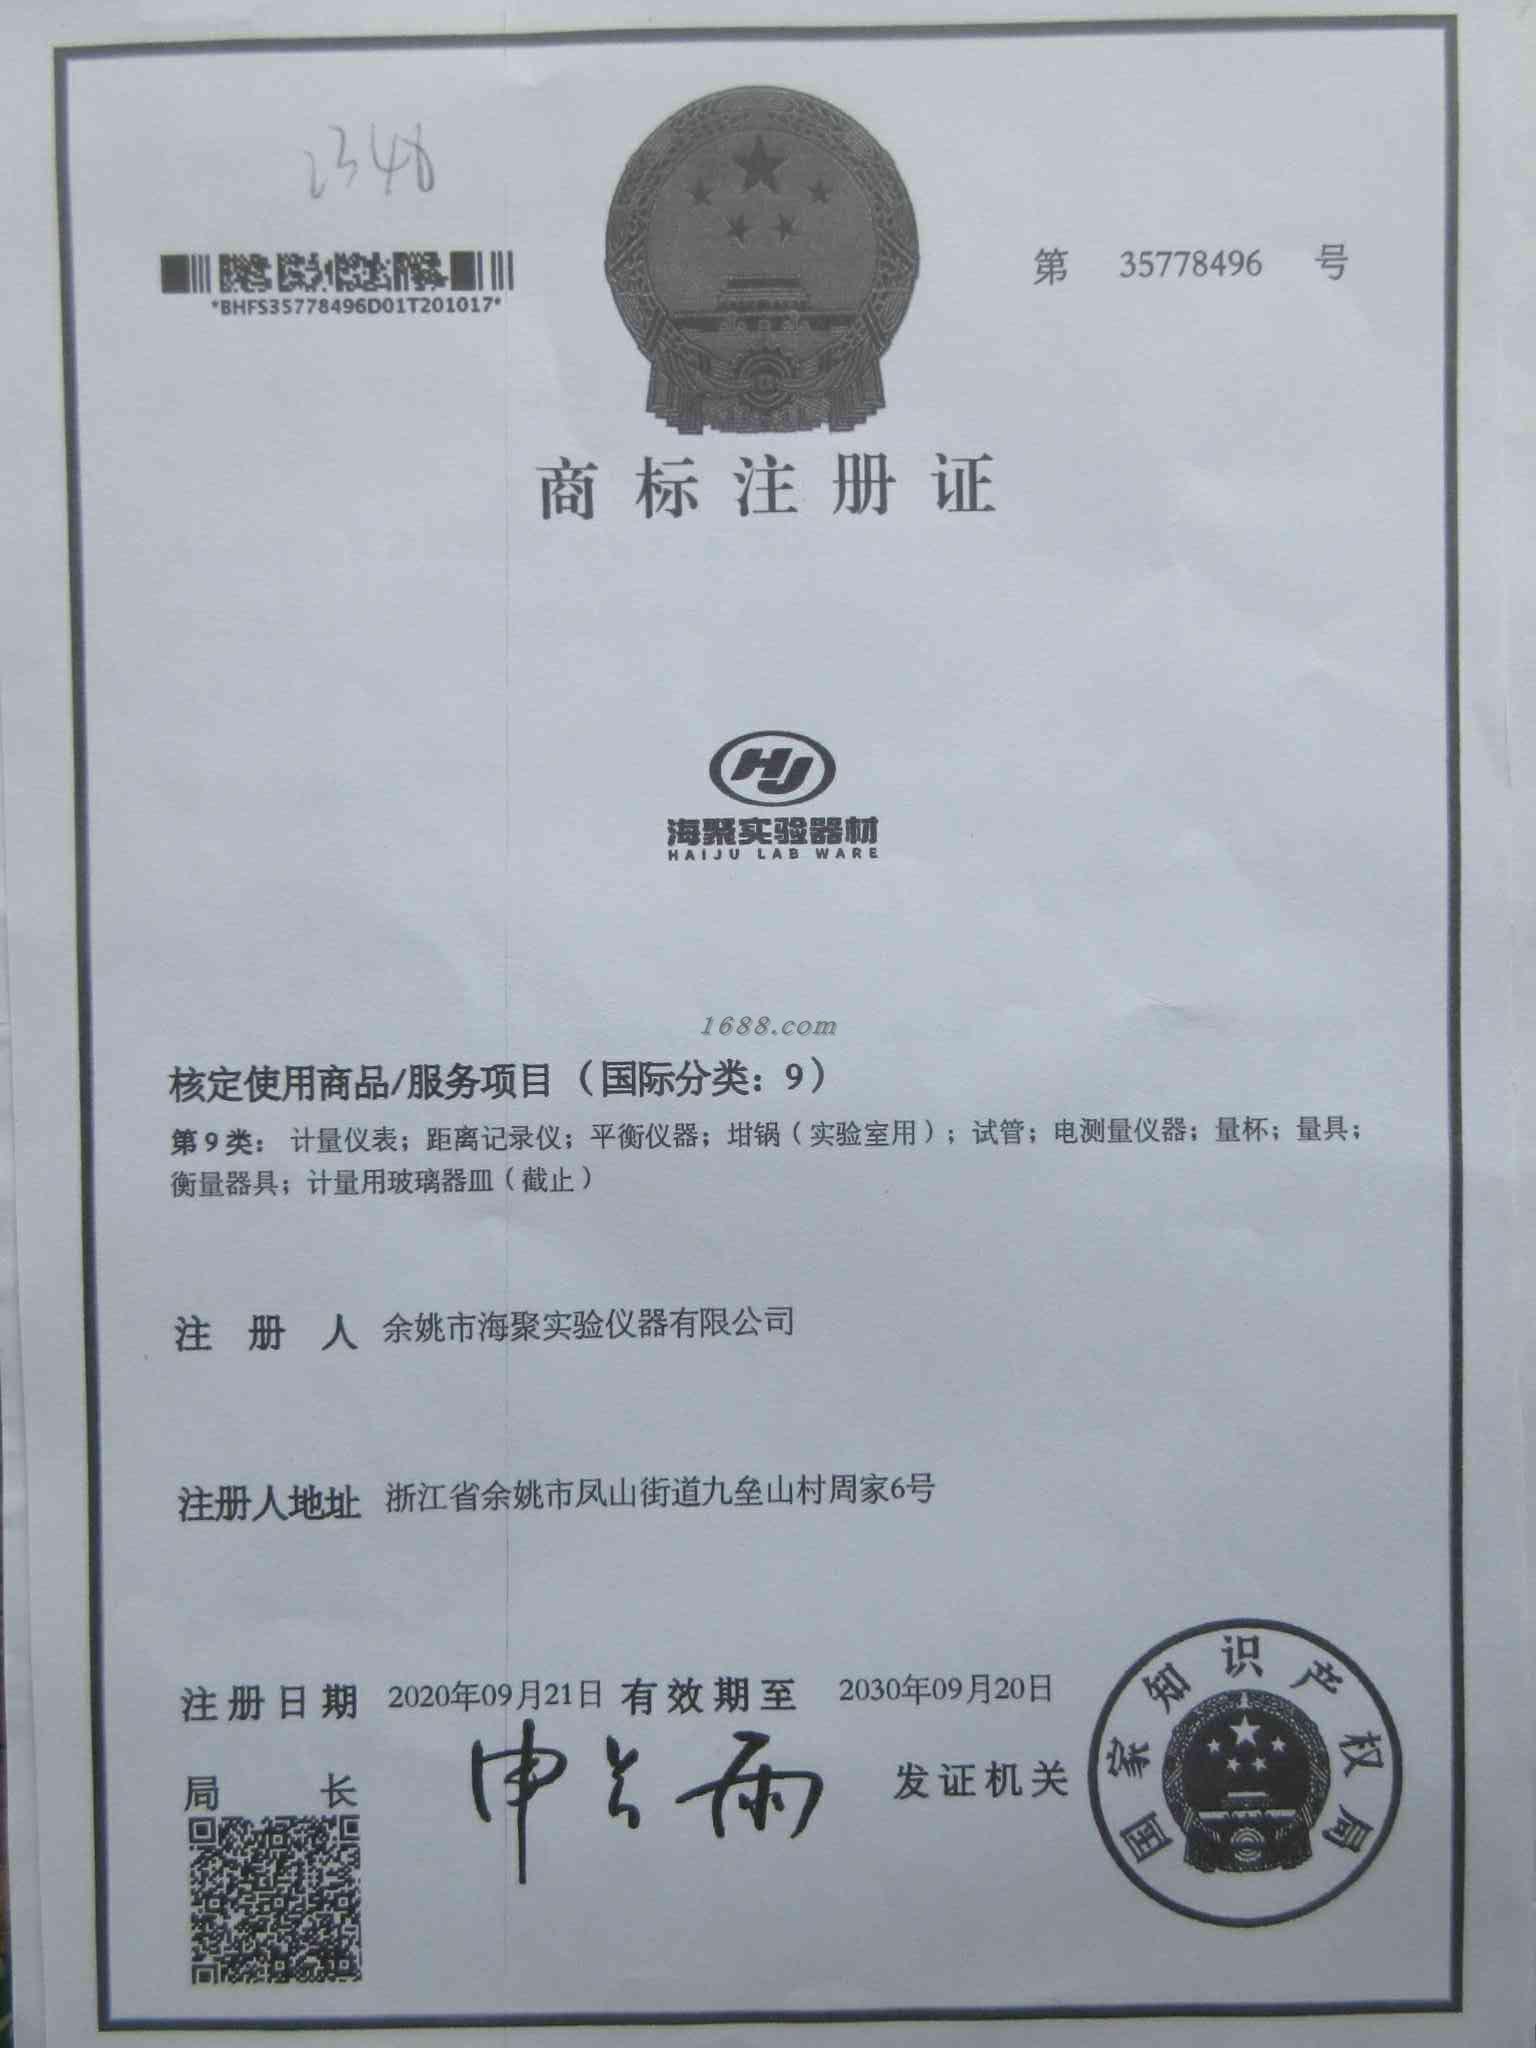 2348
第 35778496 号
*BHFS35778496D01T201017*
商标注册证
HJ
海聚实验器材
HAIJU LAB WARE
1688.com
核定使用商品/服务项目（国际分类：9）
第9类：计量仪表；距离记录仪；平衡仪器；坩锅（实验室用）；试管；电测量仪器；量杯；量具；
衡量器具；计量用玻璃器皿（截止）
注册人 余姚市海聚实验仪器有限公司
注册人地址 浙江省余姚市凤山街道九垒山村周家6号
注册日期 2020年09月21日 有效期至 2030年09月20日
局长 申长雨 发证机关
国家知识产权局